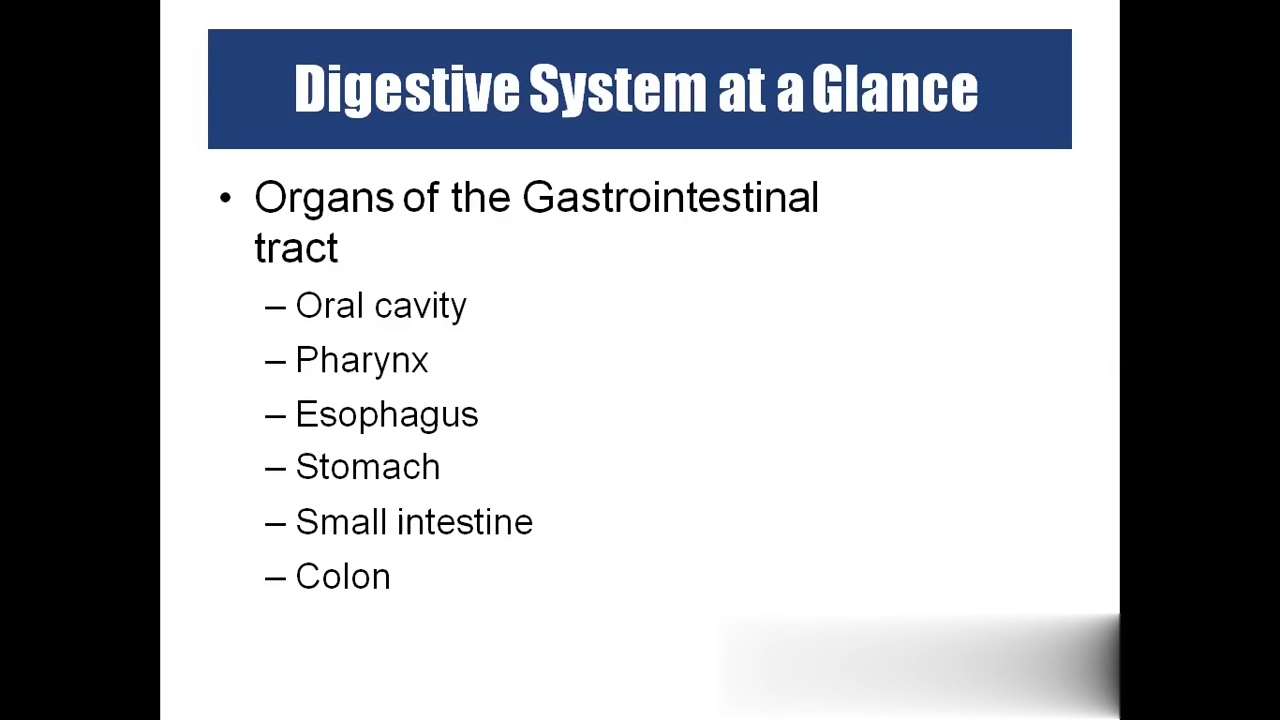 Digestive System at a Glance
• Organs of the Gastrointestinal
tract
– Oral cavity
– Pharynx
– Esophagus
– Stomach
– Small intestine
– Colon